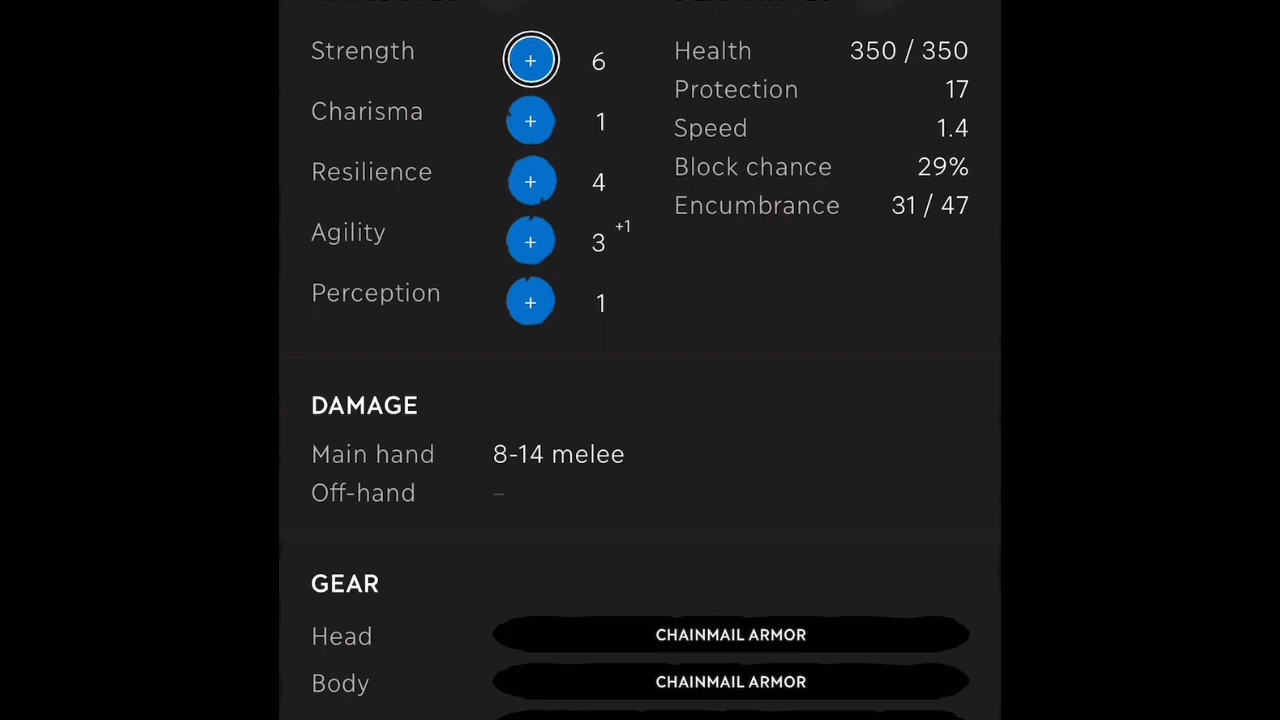 Strength + 6
Charisma + 1
Resilience + 4
Agility + 3 +1
Perception + 1
Health 350 / 350
Protection 17
Speed 1.4
Block chance 29%
Encumbrance 31 / 47
DAMAGE
Main hand 8-14 melee
Off-hand –
GEAR
Head CHAINMAIL ARMOR
Body CHAINMAIL ARMOR